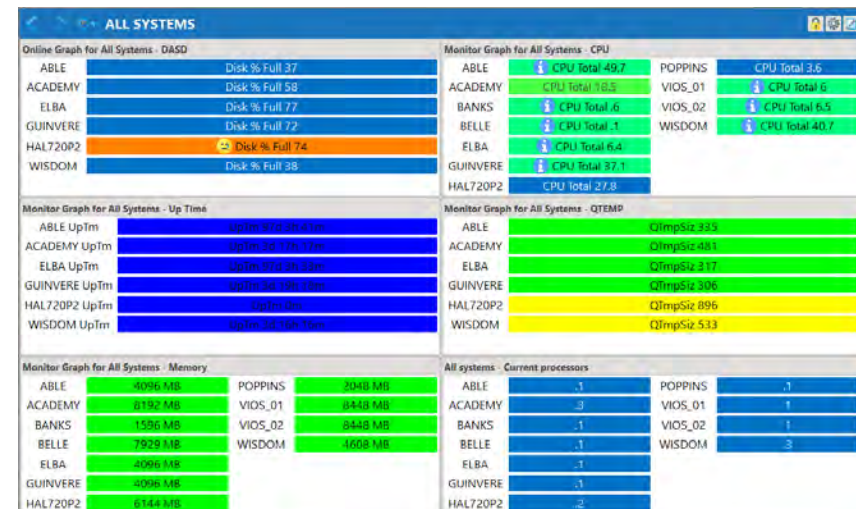 ALL SYSTEMS
Online Graph for All Systems - DASD
ABLE Disk % Full 37
ACADEMY Disk % Full 58
ELBA Disk % Full 77
GUINVERE Disk % Full 72
HAL720P2 Disk % Full 74
WISDOM Disk % Full 38
Monitor Graph for All Systems - CPU
ABLE CPU Total 49.7 POPPINS CPU Total 3.6
ACADEMY CPU Total 18.5 VIOS_01 CPU Total 6
BANKS CPU Total .6 VIOS_02 CPU Total 6.5
BELLE CPU Total .1 WISDOM CPU Total 40.7
ELBA CPU Total 6.4
GUINVERE CPU Total 37.1
HAL720P2 CPU Total 27.8
Monitor Graph for All Systems - Up Time
ABLE UpTm
ACADEMY UpTm
ELBA UpTm
GUINVERE UpTm
HAL720P2 UpTm
WISDOM UpTm
Monitor Graph for All Systems - QTEMP
ABLE QTmpSiz 335
ACADEMY QTmpSiz 481
ELBA QTmpSiz 317
GUINVERE QTmpSiz 306
HAL720P2 QTmpSiz 896
WISDOM QTmpSiz 533
Monitor Graph for All Systems - Memory
ABLE 4096 MB POPPINS 2048 MB
ACADEMY 8192 MB VIOS_01 8448 MB
BANKS 1536 MB VIOS_02 8448 MB
BELLE 7929 MB WISDOM 4608 MB
ELBA 4096 MB
GUINVERE 4096 MB
HAL720P2 6144 MB
All systems - Current processors
ABLE .1 POPPINS .1
ACADEMY .3 VIOS_01 .1
BANKS .1 VIOS_02 .1
BELLE .1 WISDOM .3
ELBA .1
GUINVERE .1
HAL720P2 .2